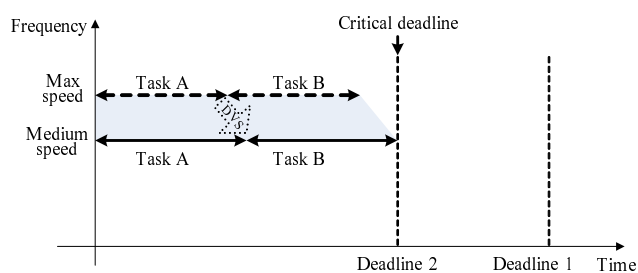 Frequency
Critical deadline
Max
speed
Task A
Task B
DVS
Medium
speed
Task A
Task B
Deadline 2
Deadline 1
Time